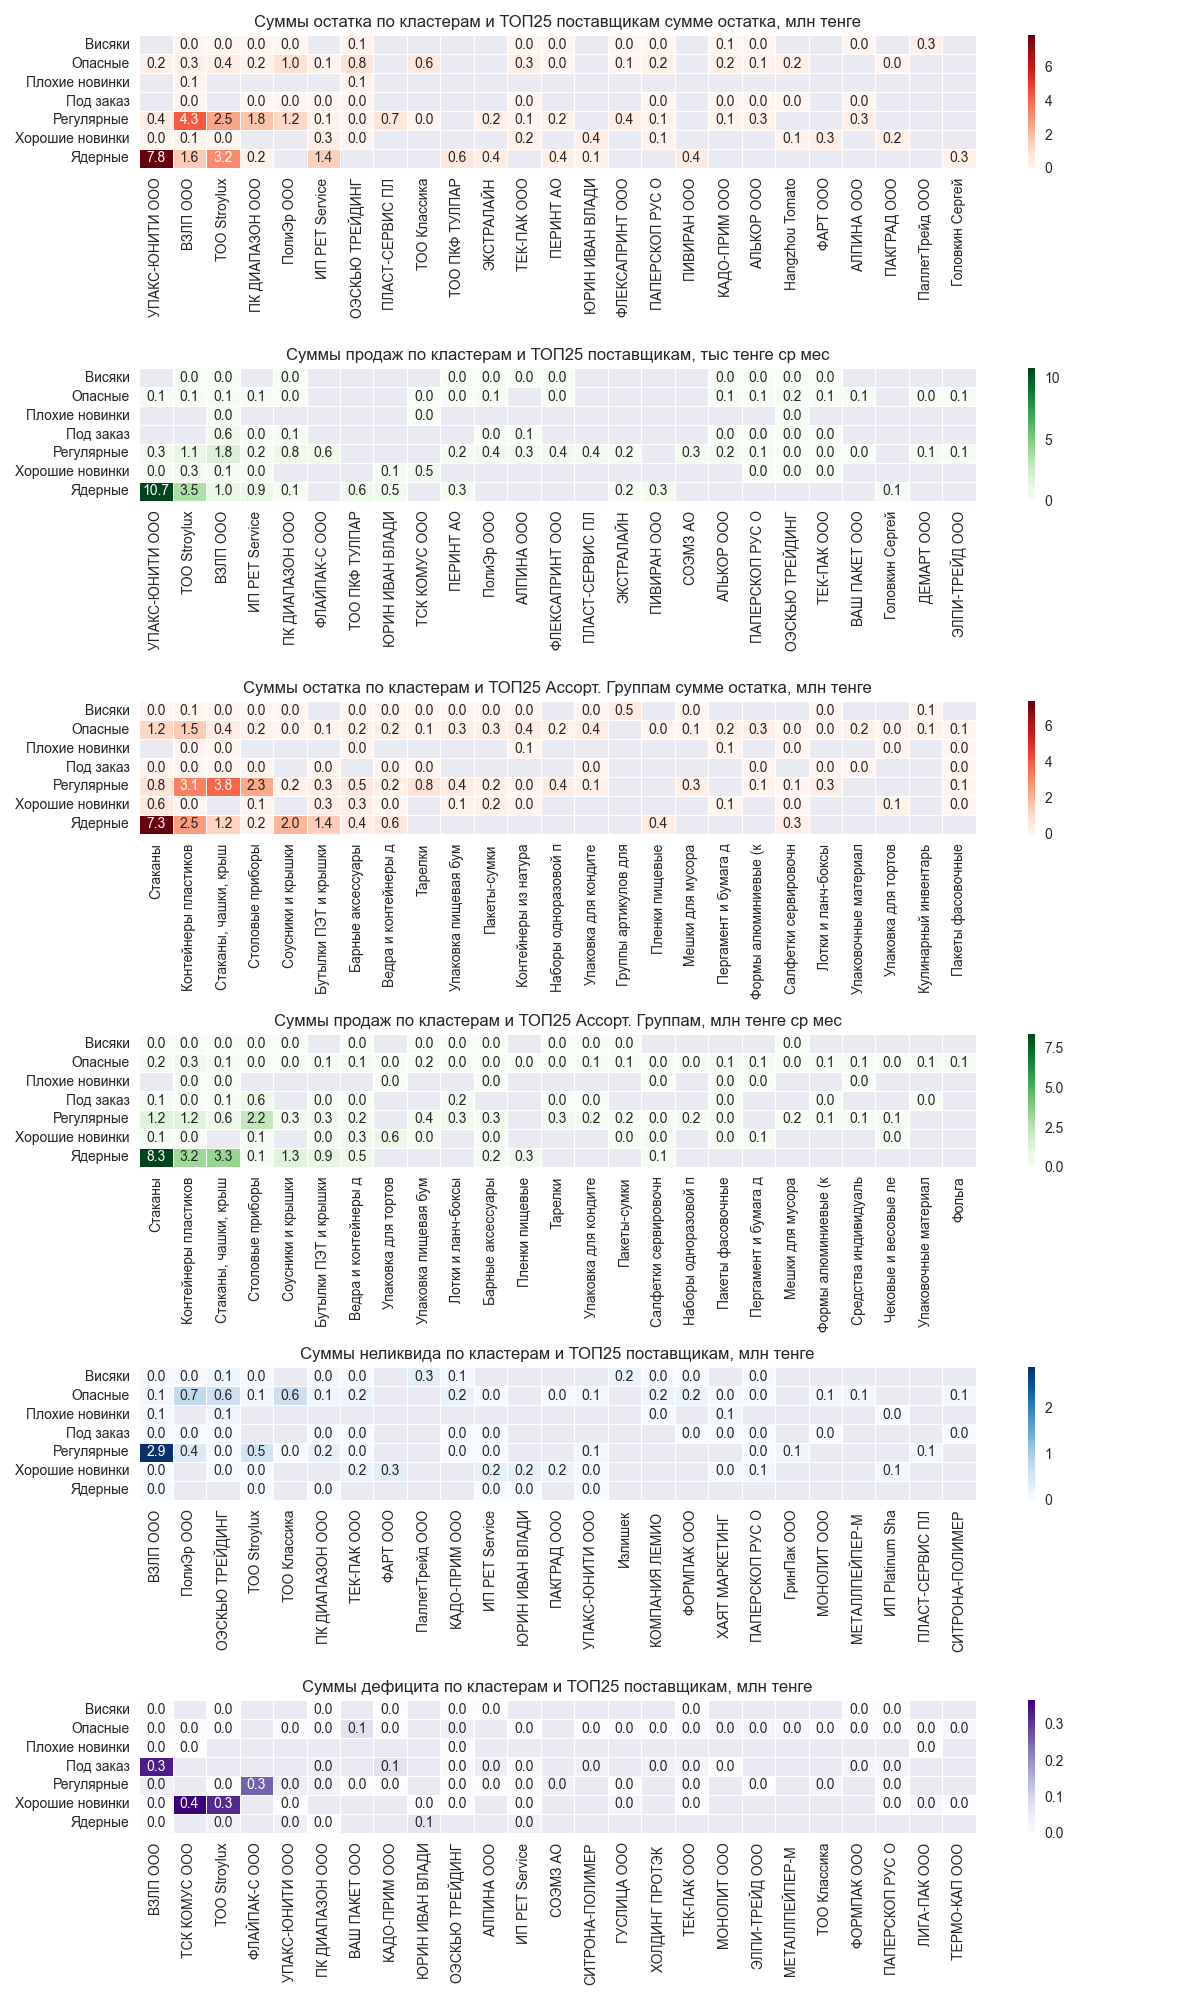 Суммы остатка по кластерам и ТОП25 поставщикам сумме остатка, млн тенге
Висяки 0.0 0.0 0.0 0.0 0.1 0.0 0.0 0.0 0.0 0.1 0.0 0.0 0.3
Опасные 0.2 0.3 0.4 0.2 1.0 0.1 0.8 0.6 0.3 0.0 0.1 0.2 0.2 0.1 0.2 0.0
Плохие новинки 0.1 0.1
Под заказ 0.0 0.0 0.0 0.0 0.0 0.0 0.0 0.0 0.0 0.0 0.0 0.0
Регулярные 0.4 4.3 2.5 1.8 1.2 0.1 0.0 0.7 0.0 0.2 0.1 0.2 0.4 0.1 0.1 0.3 0.3
Хорошие новинки 0.0 0.1 0.0 0.3 0.0 0.2 0.4 0.1 0.1 0.3 0.2
Ядерные 7.8 1.6 3.2 0.2 1.4 0.6 0.4 0.4 0.1 0.4 0.3
6
4
2
0
УПАКС-ЮНИТИ ООО
ВЗЛП ООО
ТОО Stroylux
ПК ДИАПАЗОН ООО
ПолиЭр ООО
ИП PET Service
ОЭСКЬЮ ТРЕЙДИНГ
ПЛАСТ-СЕРВИС ПЛ
ТОО Классика
ТОО ПКФ ТУЛПАР
ЭКСТРАЛАЙН
ТЕК-ПАК ООО
ПЕРИНТ АО
ЮРИН ИВАН ВЛАДИ
ФЛЕКСАПРИНТ ООО
ПАПЕРСКОП РУС О
ПИВИРАН ООО
КАДО-ПРИМ ООО
АЛЬКОР ООО
Hangzhou Tomato
ФАРТ ООО
АЛПИНА ООО
ПАКГРАД ООО
ПаллетТрейд ООО
Головкин Сергей
Суммы продаж по кластерам и ТОП25 поставщикам, тыс тенге ср мес
Висяки 0.0 0.0 0.0 0.0 0.0 0.0 0.0 0.0 0.0 0.0 0.0
Опасные 0.1 0.1 0.1 0.1 0.0 0.0 0.0 0.1 0.0 0.1 0.1 0.2 0.1 0.1 0.0 0.1
Плохие новинки 0.0 0.0 0.0
Под заказ 0.6 0.0 0.1 0.0 0.1 0.0 0.0 0.0 0.0
Регулярные 0.3 1.1 1.8 0.2 0.8 0.6 0.2 0.4 0.3 0.4 0.4 0.2 0.3 0.2 0.1 0.0 0.0 0.0 0.1 0.1
Хорошие новинки 0.0 0.3 0.1 0.0 0.1 0.5 0.0 0.0 0.0
Ядерные 10.7 3.5 1.0 0.9 0.1 0.6 0.5 0.3 0.2 0.3 0.1
10
5
0
УПАКС-ЮНИТИ ООО
ТОО Stroylux
ВЗЛП ООО
ИП PET Service
ПК ДИАПАЗОН ООО
ФЛАЙПАК-С ООО
ТОО ПКФ ТУЛПАР
ЮРИН ИВАН ВЛАДИ
ТСК КОМУС ООО
ПЕРИНТ АО
ПолиЭр ООО
АЛПИНА ООО
ФЛЕКСАПРИНТ ООО
ПЛАСТ-СЕРВИС ПЛ
ЭКСТРАЛАЙН
ПИВИРАН ООО
СОЭМЗ АО
АЛЬКОР ООО
ПАПЕРСКОП РУС О
ОЭСКЬЮ ТРЕЙДИНГ
ТЕК-ПАК ООО
ВАШ ПАКЕТ ООО
Головкин Сергей
ДЕМАРТ ООО
ЭЛПИ-ТРЕЙД ООО
Суммы остатка по кластерам и ТОП25 Ассорт. Группам сумме остатка, млн тенге
Висяки 0.0 0.1 0.0 0.0 0.0 0.0 0.0 0.0 0.0 0.0 0.0 0.0 0.5 0.0 0.0 0.1
Опасные 1.2 1.5 0.4 0.2 0.0 0.1 0.2 0.2 0.1 0.3 0.3 0.4 0.2 0.4 0.0 0.1 0.2 0.3 0.0 0.0 0.2 0.0 0.1 0.1
Плохие новинки 0.0 0.0 0.0 0.1 0.1 0.0 0.0 0.0
Под заказ 0.0 0.0 0.0 0.0 0.0 0.0 0.0 0.0 0.0 0.0 0.0 0.0
Регулярные 0.8 3.1 3.8 2.3 0.2 0.3 0.5 0.2 0.8 0.4 0.2 0.0 0.4 0.1 0.3 0.1 0.1 0.3 0.1
Хорошие новинки 0.6 0.0 0.1 0.3 0.3 0.0 0.1 0.2 0.0 0.1 0.0 0.1 0.0
Ядерные 7.3 2.5 1.2 0.2 2.0 1.4 0.4 0.6 0.4 0.3
6
4
2
0
Стаканы
Контейнеры пластиков
Стаканы, чашки, крыш
Столовые приборы
Соусники и крышки
Бутылки ПЭТ и крышки
Барные аксессуары
Ведра и контейнеры д
Тарелки
Упаковка пищевая бум
Пакеты-сумки
Контейнеры из натура
Наборы одноразовой п
Упаковка для кондите
Группы артикулов для
Пленки пищевые
Мешки для мусора
Пергамент и бумага д
Формы алюминиевые (к
Салфетки сервировочн
Лотки и ланч-боксы
Упаковочные материал
Упаковка для тортов
Кулинарный инвентарь
Пакеты фасовочные
Суммы продаж по кластерам и ТОП25 Ассорт. Группам, млн тенге ср мес
Висяки 0.0 0.0 0.0 0.0 0.0 0.0 0.0 0.0 0.0 0.0 0.0 0.0 0.0
Опасные 0.2 0.3 0.1 0.0 0.0 0.1 0.1 0.0 0.2 0.0 0.0 0.0 0.0 0.1 0.1 0.0 0.0 0.1 0.1 0.0 0.1 0.1 0.0 0.1 0.1
Плохие новинки 0.0 0.0 0.0 0.0 0.0 0.0 0.0 0.0
Под заказ 0.1 0.0 0.1 0.6 0.0 0.0 0.2 0.0 0.0 0.0 0.0 0.0
Регулярные 1.2 1.2 0.6 2.2 0.3 0.3 0.2 0.4 0.3 0.3 0.3 0.2 0.2 0.0 0.2 0.0 0.2 0.1 0.1 0.1
Хорошие новинки 0.1 0.0 0.1 0.0 0.3 0.6 0.0 0.0 0.0 0.0 0.0 0.1 0.0
Ядерные 8.3 3.2 3.3 0.1 1.3 0.9 0.5 0.2 0.3 0.1
7.5
5.0
2.5
0.0
Стаканы
Контейнеры пластиков
Стаканы, чашки, крыш
Столовые приборы
Соусники и крышки
Бутылки ПЭТ и крышки
Ведра и контейнеры д
Упаковка для тортов
Упаковка пищевая бум
Лотки и ланч-боксы
Барные аксессуары
Пленки пищевые
Тарелки
Упаковка для кондите
Пакеты-сумки
Салфетки сервировочн
Наборы одноразовой п
Пакеты фасовочные
Пергамент и бумага д
Мешки для мусора
Формы алюминиевые (к
Средства индивидуаль
Чековые и весовые ле
Упаковочные материал
Фольга
Суммы неликвида по кластерам и ТОП25 поставщикам, млн тенге
Висяки 0.0 0.0 0.1 0.0 0.0 0.0 0.3 0.1 0.2 0.0 0.0 0.0
Опасные 0.1 0.7 0.6 0.1 0.6 0.1 0.2 0.2 0.0 0.0 0.1 0.2 0.2 0.0 0.0 0.1 0.1 0.1
Плохие новинки 0.1 0.1 0.0 0.1 0.0
Под заказ 0.0 0.0 0.0 0.0 0.0 0.0 0.0 0.0 0.0 0.0 0.0 0.0
Регулярные 2.9 0.4 0.0 0.5 0.0 0.2 0.0 0.0 0.0 0.1 0.0 0.1 0.1
Хорошие новинки 0.0 0.0 0.0 0.2 0.3 0.2 0.2 0.2 0.0 0.0 0.1 0.1
Ядерные 0.0 0.0 0.0 0.0 0.0 0.0
2
1
0
ВЗЛП ООО
ПолиЭр ООО
ОЭСКЬЮ ТРЕЙДИНГ
ТОО Stroylux
ТОО Классика
ПК ДИАПАЗОН ООО
ТЕК-ПАК ООО
ФАРТ ООО
ПаллетТрейд ООО
КАДО-ПРИМ ООО
ИП PET Service
ЮРИН ИВАН ВЛАДИ
ПАКГРАД ООО
УПАКС-ЮНИТИ ООО
Излишек
КОМПАНИЯ ЛЕМИО
ФОРМПАК ООО
ХАЯТ МАРКЕТИНГ
ПАПЕРСКОП РУС О
ГринПак ООО
МОНОЛИТ ООО
МЕТАЛЛПЕЙПЕР-М
ИП Platinum Sha
ПЛАСТ-СЕРВИС ПЛ
СИТРОНА-ПОЛИМЕР
Суммы дефицита по кластерам и ТОП25 поставщикам, млн тенге
Висяки 0.0 0.0 0.0 0.0 0.0 0.0 0.0 0.0 0.0
Опасные 0.0 0.0 0.0 0.0 0.1 0.0 0.0 0.0 0.0 0.0 0.0 0.0 0.0 0.0 0.0 0.0 0.0 0.0 0.0 0.0
Плохие новинки 0.0 0.0 0.0 0.0
Под заказ 0.3 0.0 0.1 0.0 0.0 0.0 0.0 0.0 0.0 0.0 0.0 0.0
Регулярные 0.0 0.0 0.3 0.0 0.0 0.0 0.0 0.0 0.0 0.0 0.0 0.0 0.0 0.0 0.0 0.0
Хорошие новинки 0.0 0.4 0.3 0.0 0.0 0.0 0.0 0.0 0.0 0.0 0.0 0.0
Ядерные 0.0 0.0 0.0 0.0 0.1 0.0
0.3
0.2
0.1
0.0
ВЗЛП ООО
ТСК КОМУС ООО
ТОО Stroylux
ФЛАЙПАК-С ООО
УПАКС-ЮНИТИ ООО
ПК ДИАПАЗОН ООО
ВАШ ПАКЕТ ООО
КАДО-ПРИМ ООО
ЮРИН ИВАН ВЛАДИ
ОЭСКЬЮ ТРЕЙДИНГ
АЛПИНА ООО
ИП PET Service
СОЭМЗ АО
СИТРОНА-ПОЛИМЕР
ГУСЛИЦА ООО
ХОЛДИНГ ПРОТЭК
ТЕК-ПАК ООО
МОНОЛИТ ООО
ЭЛПИ-ТРЕЙД ООО
МЕТАЛЛПЕЙПЕР-М
ТОО Классика
ФОРМПАК ООО
ПАПЕРСКОП РУС О
ЛИГА-ПАК ООО
ТЕРМО-КАП ООО